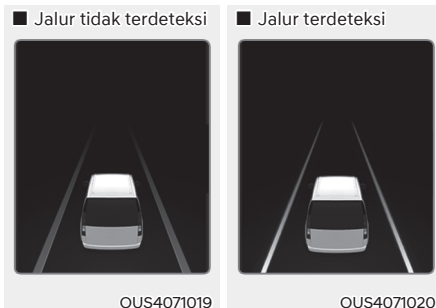 ■ Jalur tidak terdeteksi
OUS4071019
■ Jalur terdeteksi
OUS4071020